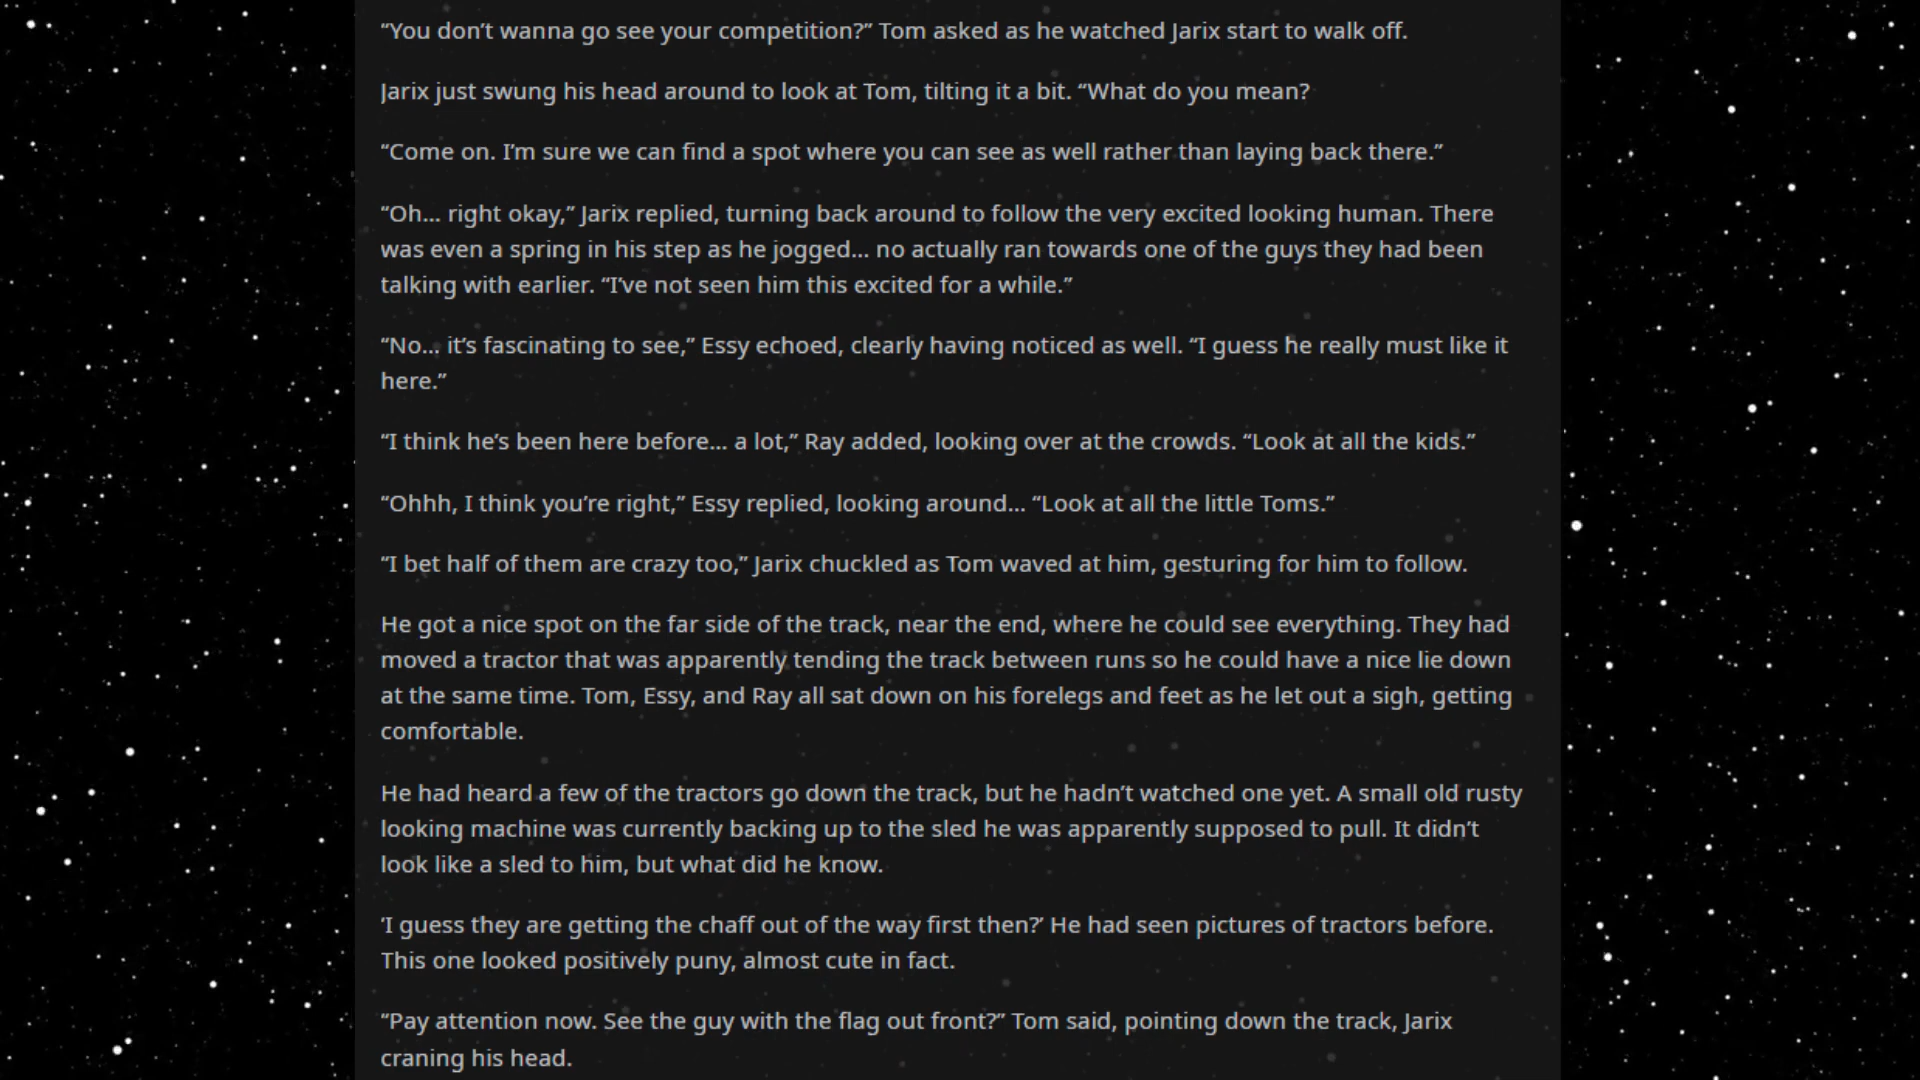 “You don’t wanna go see your competition?” Tom asked as he watched Jarix start to walk off.
Jarix just swung his head around to look at Tom, tilting it a bit. “What do you mean?
“Come on. I’m sure we can find a spot where you can see as well rather than laying back there.”
“Oh… right okay,” Jarix replied, turning back around to follow the very excited looking human. There
was even a spring in his step as he jogged… no actually ran towards one of the guys they had been
talking with earlier. “I’ve not seen him this excited for a while.”
“No… it’s fascinating to see,” Essy echoed, clearly having noticed as well. “I guess he really must like it
here.”
“I think he’s been here before… a lot,” Ray added, looking over at the crowds. “Look at all the kids.”
“Ohhh, I think you’re right,” Essy replied, looking around… “Look at all the little Toms.”
“I bet half of them are crazy too,” Jarix chuckled as Tom waved at him, gesturing for him to follow.
He got a nice spot on the far side of the track, near the end, where he could see everything. They had
moved a tractor that was apparently tending the track between runs so he could have a nice lie down
at the same time. Tom, Essy, and Ray all sat down on his forelegs and feet as he let out a sigh, getting
comfortable.
He had heard a few of the tractors go down the track, but he hadn’t watched one yet. A small old rusty
looking machine was currently backing up to the sled he was apparently supposed to pull. It didn’t
look like a sled to him, but what did he know.
‘I guess they are getting the chaff out of the way first then?’ He had seen pictures of tractors before.
This one looked positively puny, almost cute in fact.
“Pay attention now. See the guy with the flag out front?” Tom said, pointing down the track, Jarix
craning his head.